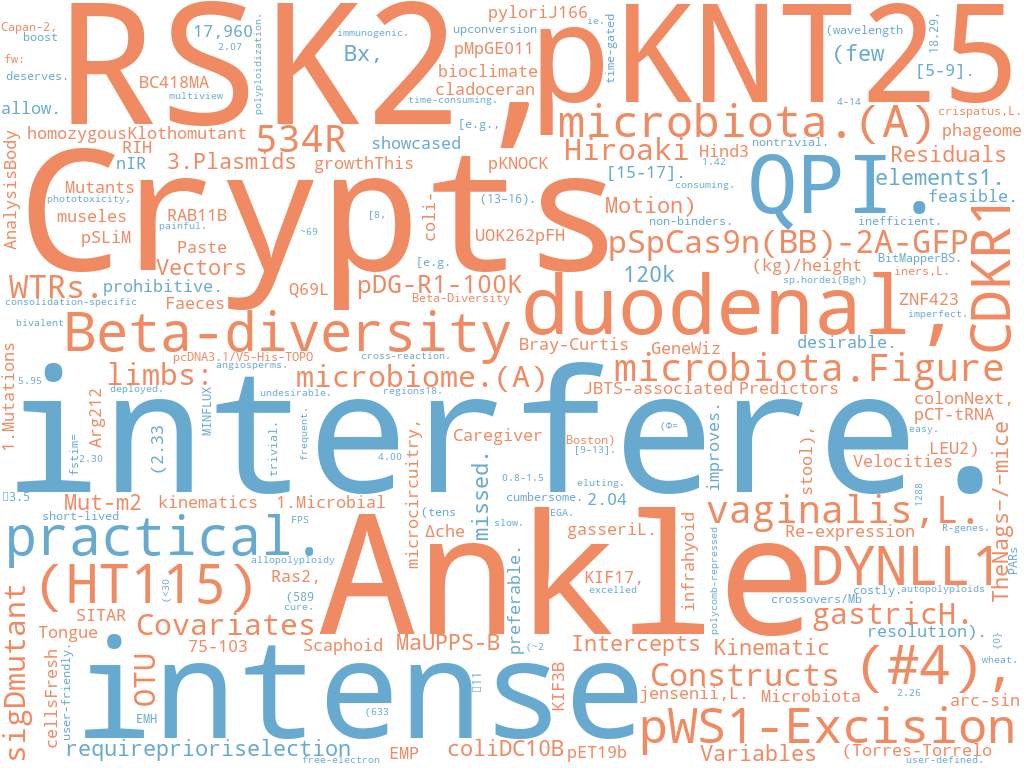 Capan-2,
boost
fw:
deserves.
allow.
RSK2,
17,960
2.07
polyploidization.
immunogenic.
Bx,
BC418MA
multiview
pyloriJ166
ie.
upconversion
pMpGE011
bioclimate
cladoceran
time-consuming.
time-gated
pKNT25
(wavelength
18.29.
(few
[5-9].
4-14
crispatus,L.
homozygousKlothomutant
RIH
nIR
534R
showcased
[e.g.,
microbiota.(A)
phageome
AnalysisBody
3.Plasmids
growthThis
pKNOCK
Hiroaki
Hind3
1.42
nontrivial.
Residuals
Crypts
Mutants
phototoxicity,
museles
pSLiM
RAB11B
painful.
Paste
Vectors
~69
[8,
coli-
[e.g.
(13–16).
UOK262pFH
[15-17].
consuming.
Motion)
non-binders.
QPI.
elements1.
feasible.
inefficient.
pSpCas9n(BB)-2A-GFP
CDKR1
WTRs.
prohibitive.
consolidation-specific
Faeces
Q69L
pDG-R1-100K
Beta-Diversity
120k
(kg)/height
BitMapperBS.
iners,L.
sp.hordei(Bgh)
bivalent
Beta-diversity
duodenal,
ZNF423
imperfect.
pcDNA3.1/V5-His-TOPO
angiosperms.
cross-reaction.
Bray-Curtis
GeneWiz
desirable.
1.Mutations
5.95
limbs:
deployed.
microbiome.(A)
undesirable.
regions18.
microbiota.Figure
JBTS-associated
Predictors
colonNext,
pCT-tRNA
interfere.
Arg212
fstim=
2.30
(2.33
MINFLUX
trivial.
frequent.
4.00
microcircuitry,
Caregiver
Boston)
[9–13].
(Φ=
improves.
stool),
easy.
LEU2)
Velocities
1288
3.5
Mut-m2
kinematics
1.Microbial
short-lived
FPS
(tens
Δche
missed.
0.8-1.5
eluting.
cumbersome.
2.04
EGA.
slow.
gasseriL.
vaginalis,L.
Re-expression
R-genes.
TheNags-/-mice
PARs
practical.
allopolyploidy
(HT115)
(<30
Ras2,
(589
cure.
Ankle
KIF17,
excelled
infrahyoid
polycomb-repressed
DYNLL1
crossovers/Mb
costly.
autopolyploids
sigDmutant
SITAR
Tongue
Covariates
75-103
Scaphoid
MaUPPS-B
preferable.
(~2
Intercepts
Kinematic
gastricH.
resolution).
{0}
wheat.
cellsFresh
user-friendly.
OTU
EMH
intense
(633
11
KIF3B
Constructs
jensenii,L.
Microbiota
(#4),
2.26
arc-sin
requireprioriselection
free-electron
EMP
coliDC10B
pET19b
pWS1-Excision
Variables
(Torres-Torrelo
user-defined.